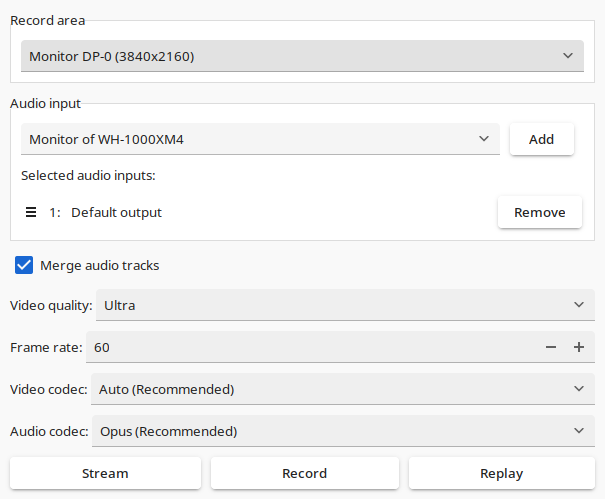 Record area
Monitor DP-0 (3840x2160)
Audio input
Monitor of WH-1000XM4
Add
Selected audio inputs:
1: Default output
Remove
Merge audio tracks
Video quality: Ultra
Frame rate: 60
Video codec: Auto (Recommended)
Audio codec: Opus (Recommended)
Stream
Record
Replay